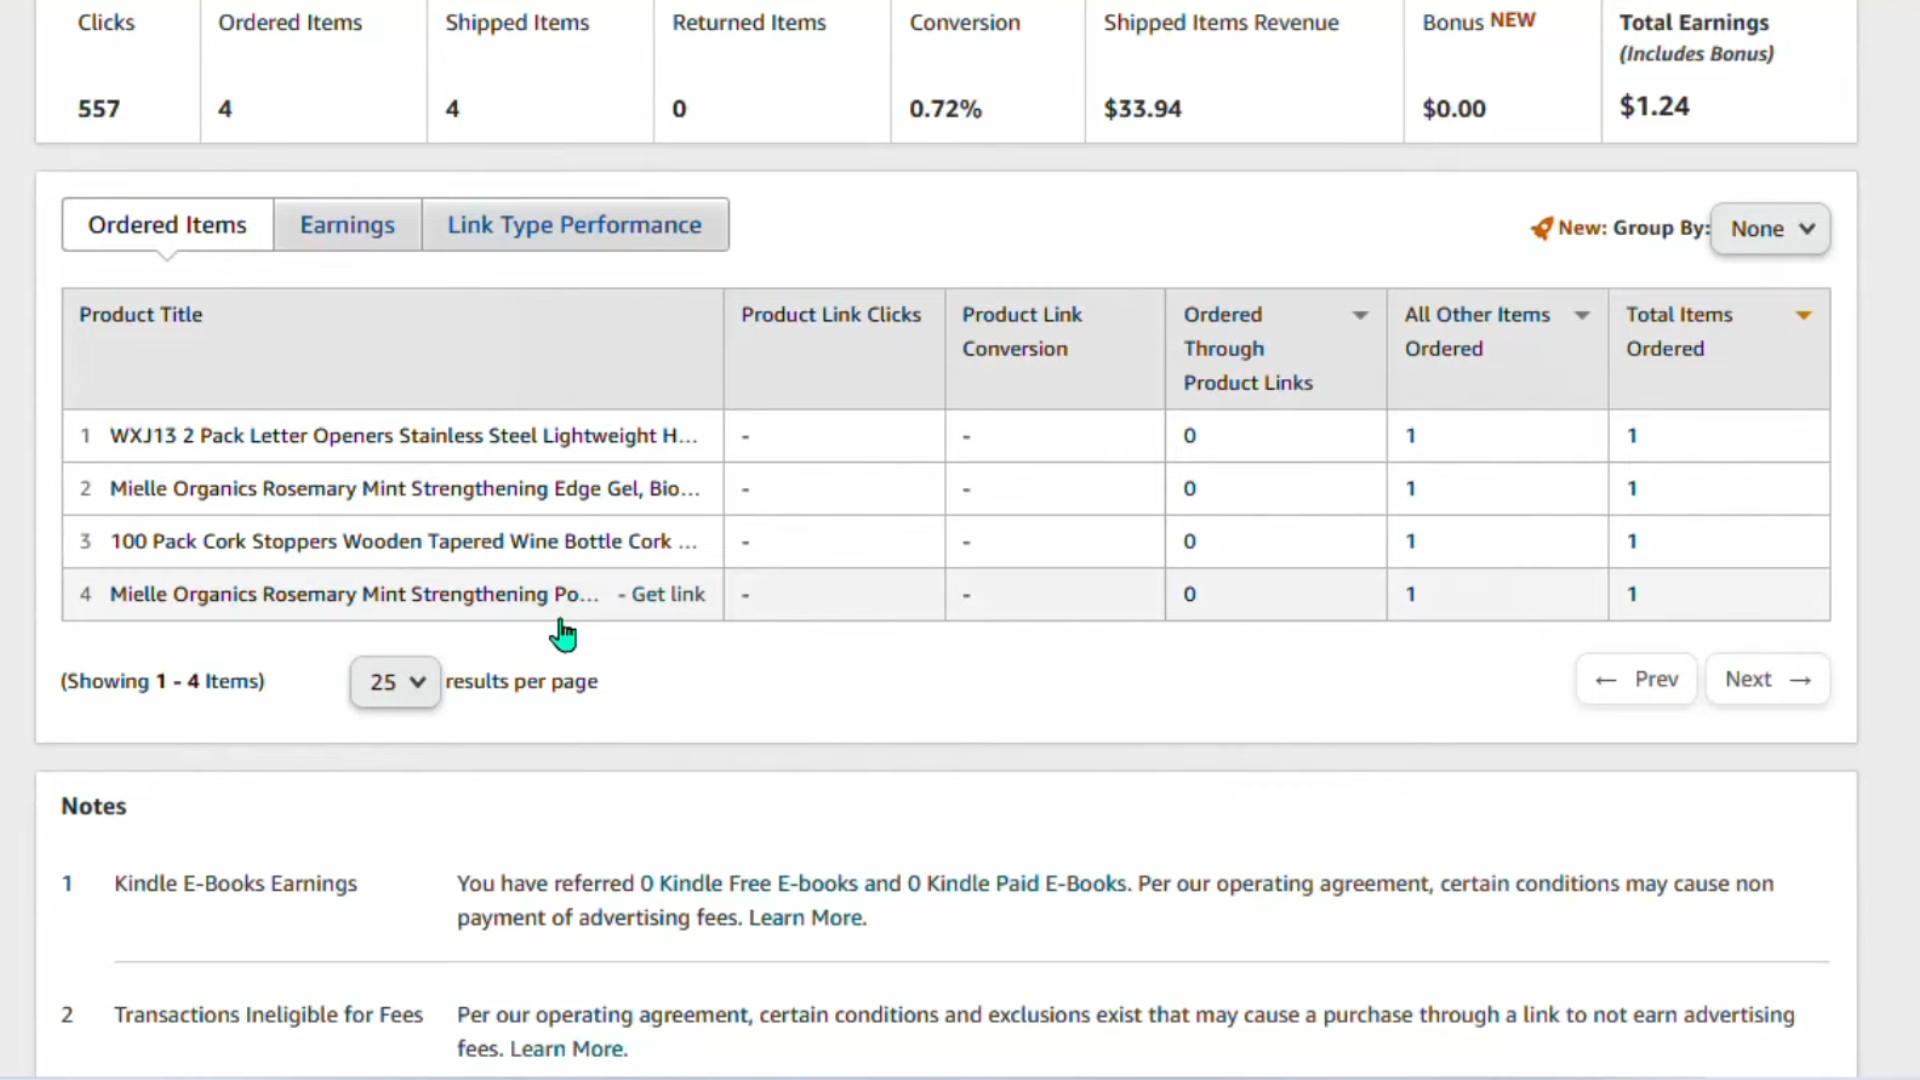 Clicks Ordered Items Shipped Items Returned Items Conversion Shipped Items Revenue Bonus NEW Total Earnings
(Includes Bonus)
557 4 4 0 0.72% $33.94 $0.00 $1.24
Ordered Items Earnings Link Type Performance New: Group By: None
Product Title Product Link Clicks Product Link Ordered All Other Items Total Items
Conversion Through Ordered Ordered
Product Links
1 WXJ13 2 Pack Letter Openers Stainless Steel Lightweight H... - - 0 1 1
2 Mielle Organics Rosemary Mint Strengthening Edge Gel, Bio... - - 0 1 1
3 100 Pack Cork Stoppers Wooden Tapered Wine Bottle Cork ... - - 0 1 1
4 Mielle Organics Rosemary Mint Strengthening Po... - Get link - - 0 1 1
(Showing 1 - 4 Items) 25 results per page ← Prev Next →
Notes
1 Kindle E-Books Earnings You have referred 0 Kindle Free E-books and 0 Kindle Paid E-Books. Per our operating agreement, certain conditions may cause non
payment of advertising fees. Learn More.
2 Transactions Ineligible for Fees Per our operating agreement, certain conditions and exclusions exist that may cause a purchase through a link to not earn advertising
fees. Learn More.